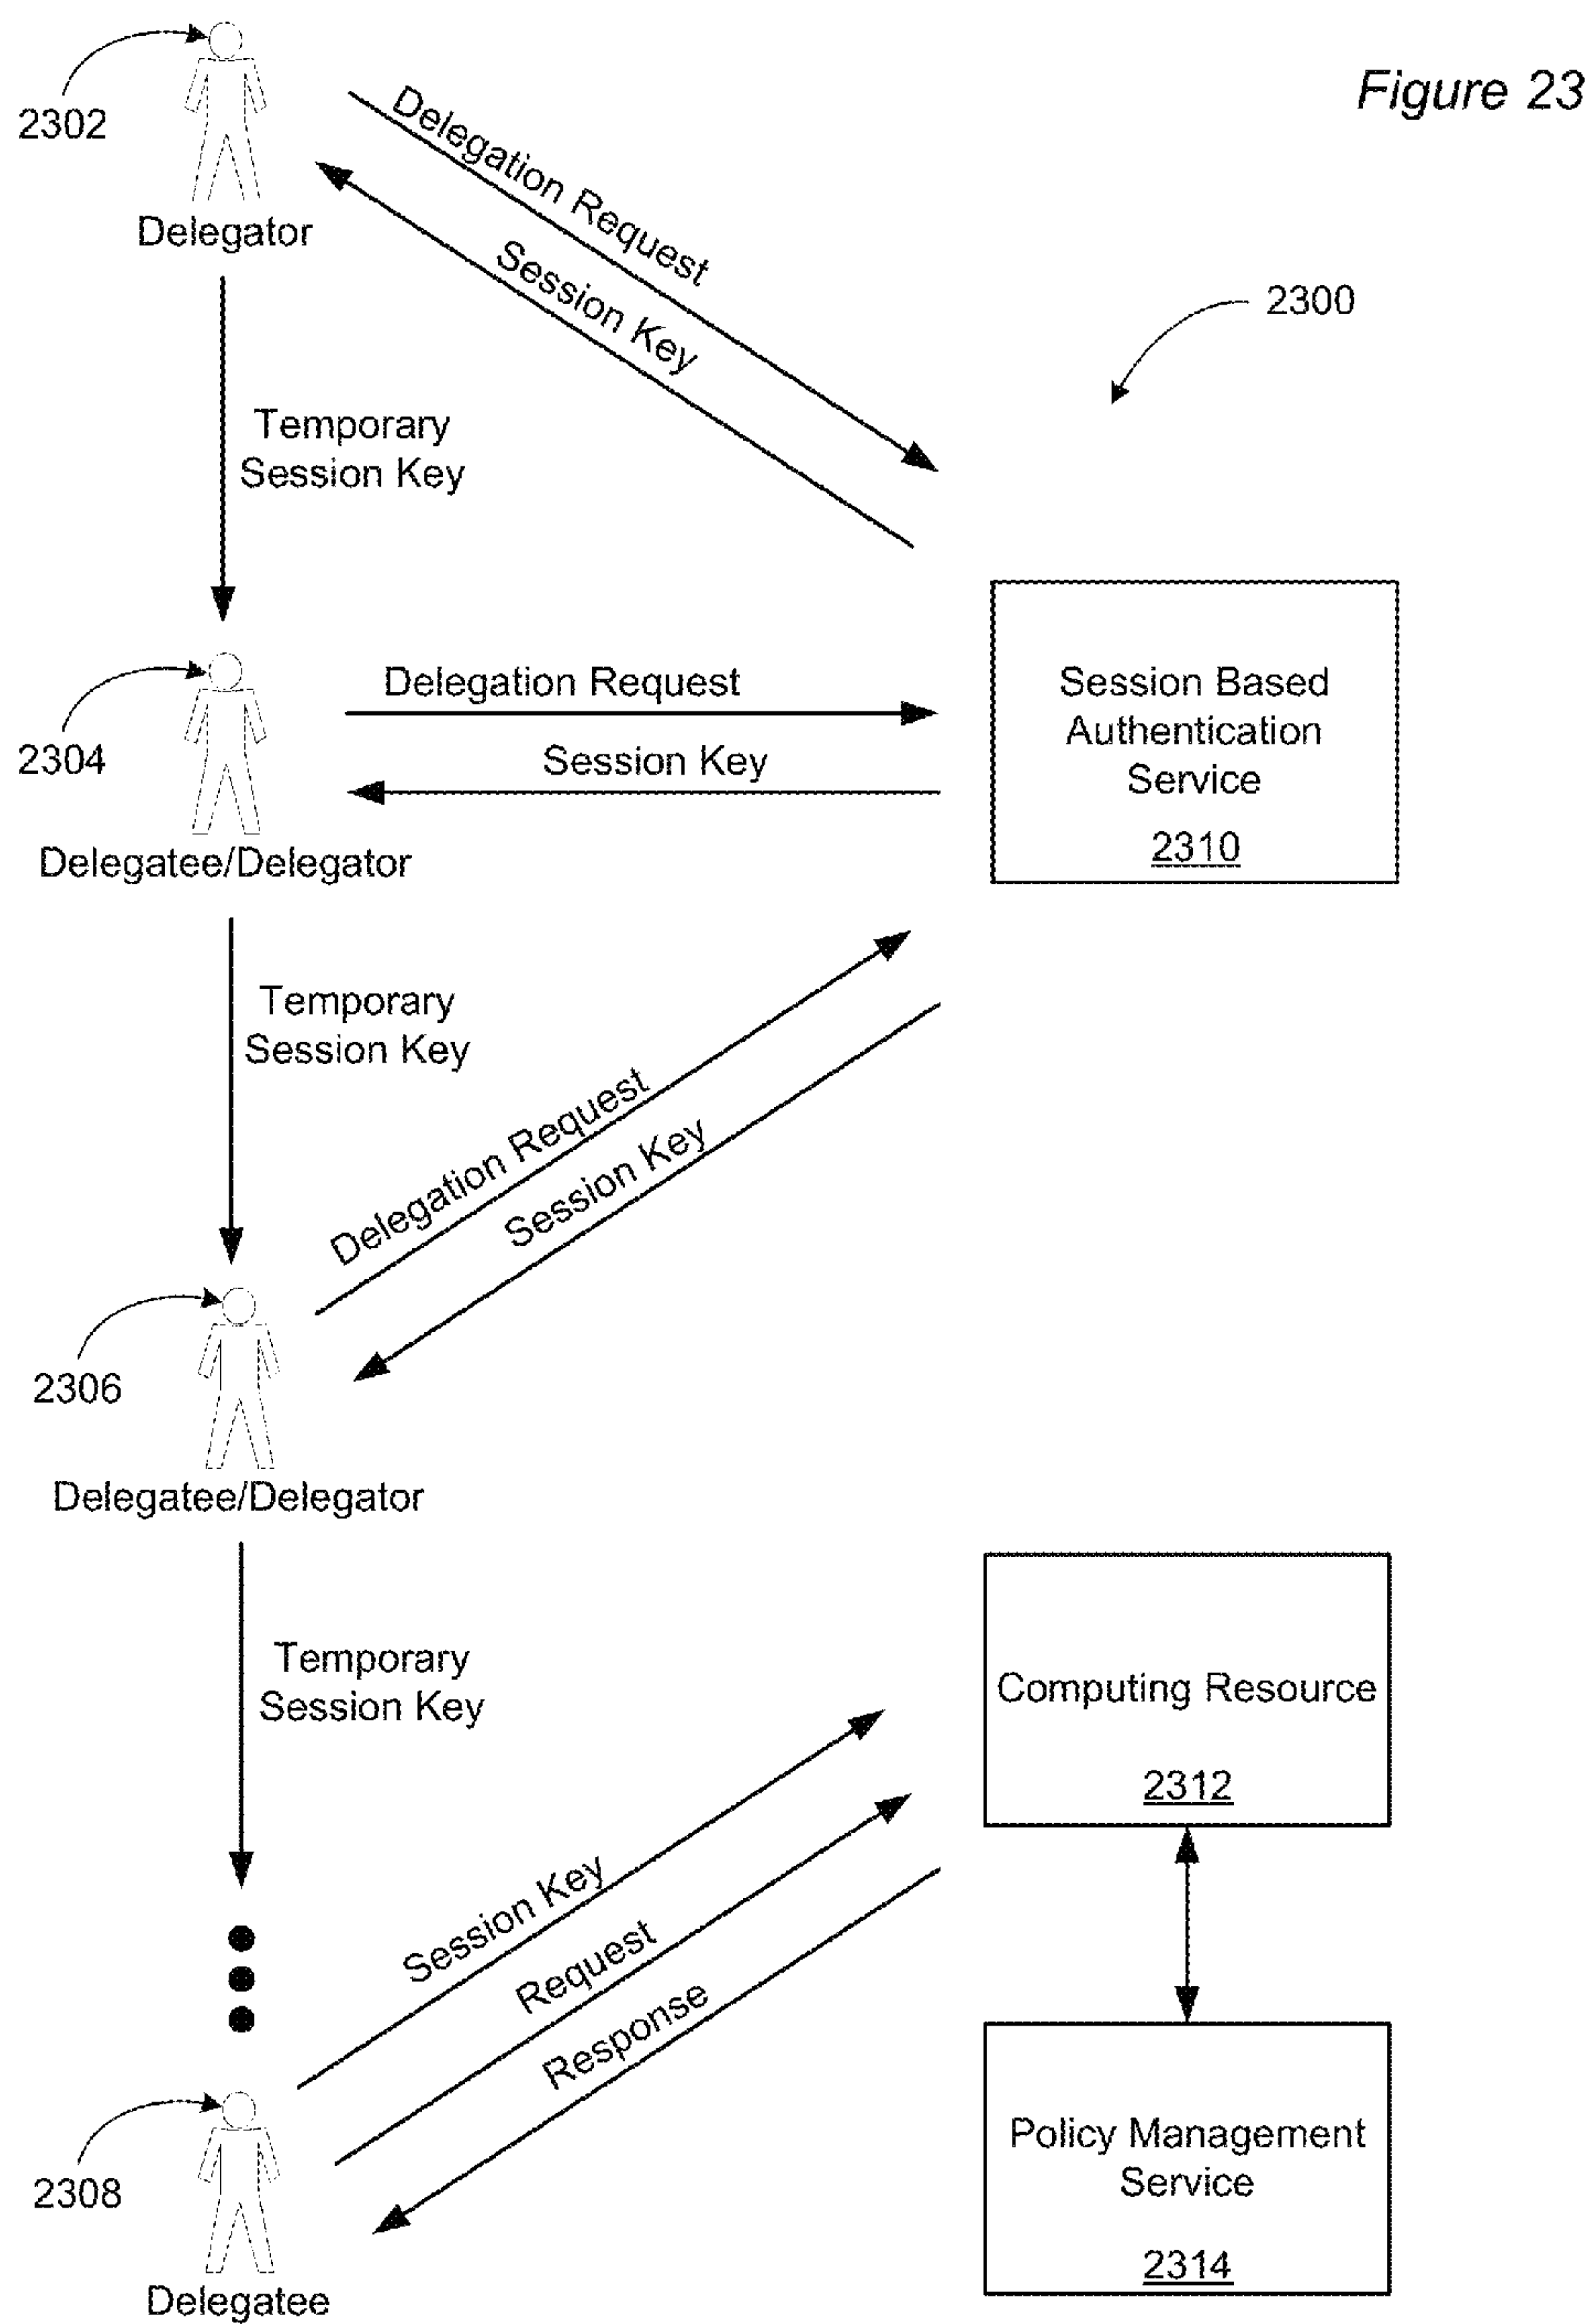 Figure 23
2302
Delegator
Delegation Request
Session Key
2300
Temporary
Session Key
2304
Delegatee/Delegator
Delegation Request
Session Key
Session Based
Authentication
Service
2310
Temporary
Session Key
Delegation Request
Session Key
2306
Delegatee/Delegator
Temporary
Session Key
Computing Resource
2312
Session Key
Request
Response
2308
Delegatee
Policy Management
Service
2314